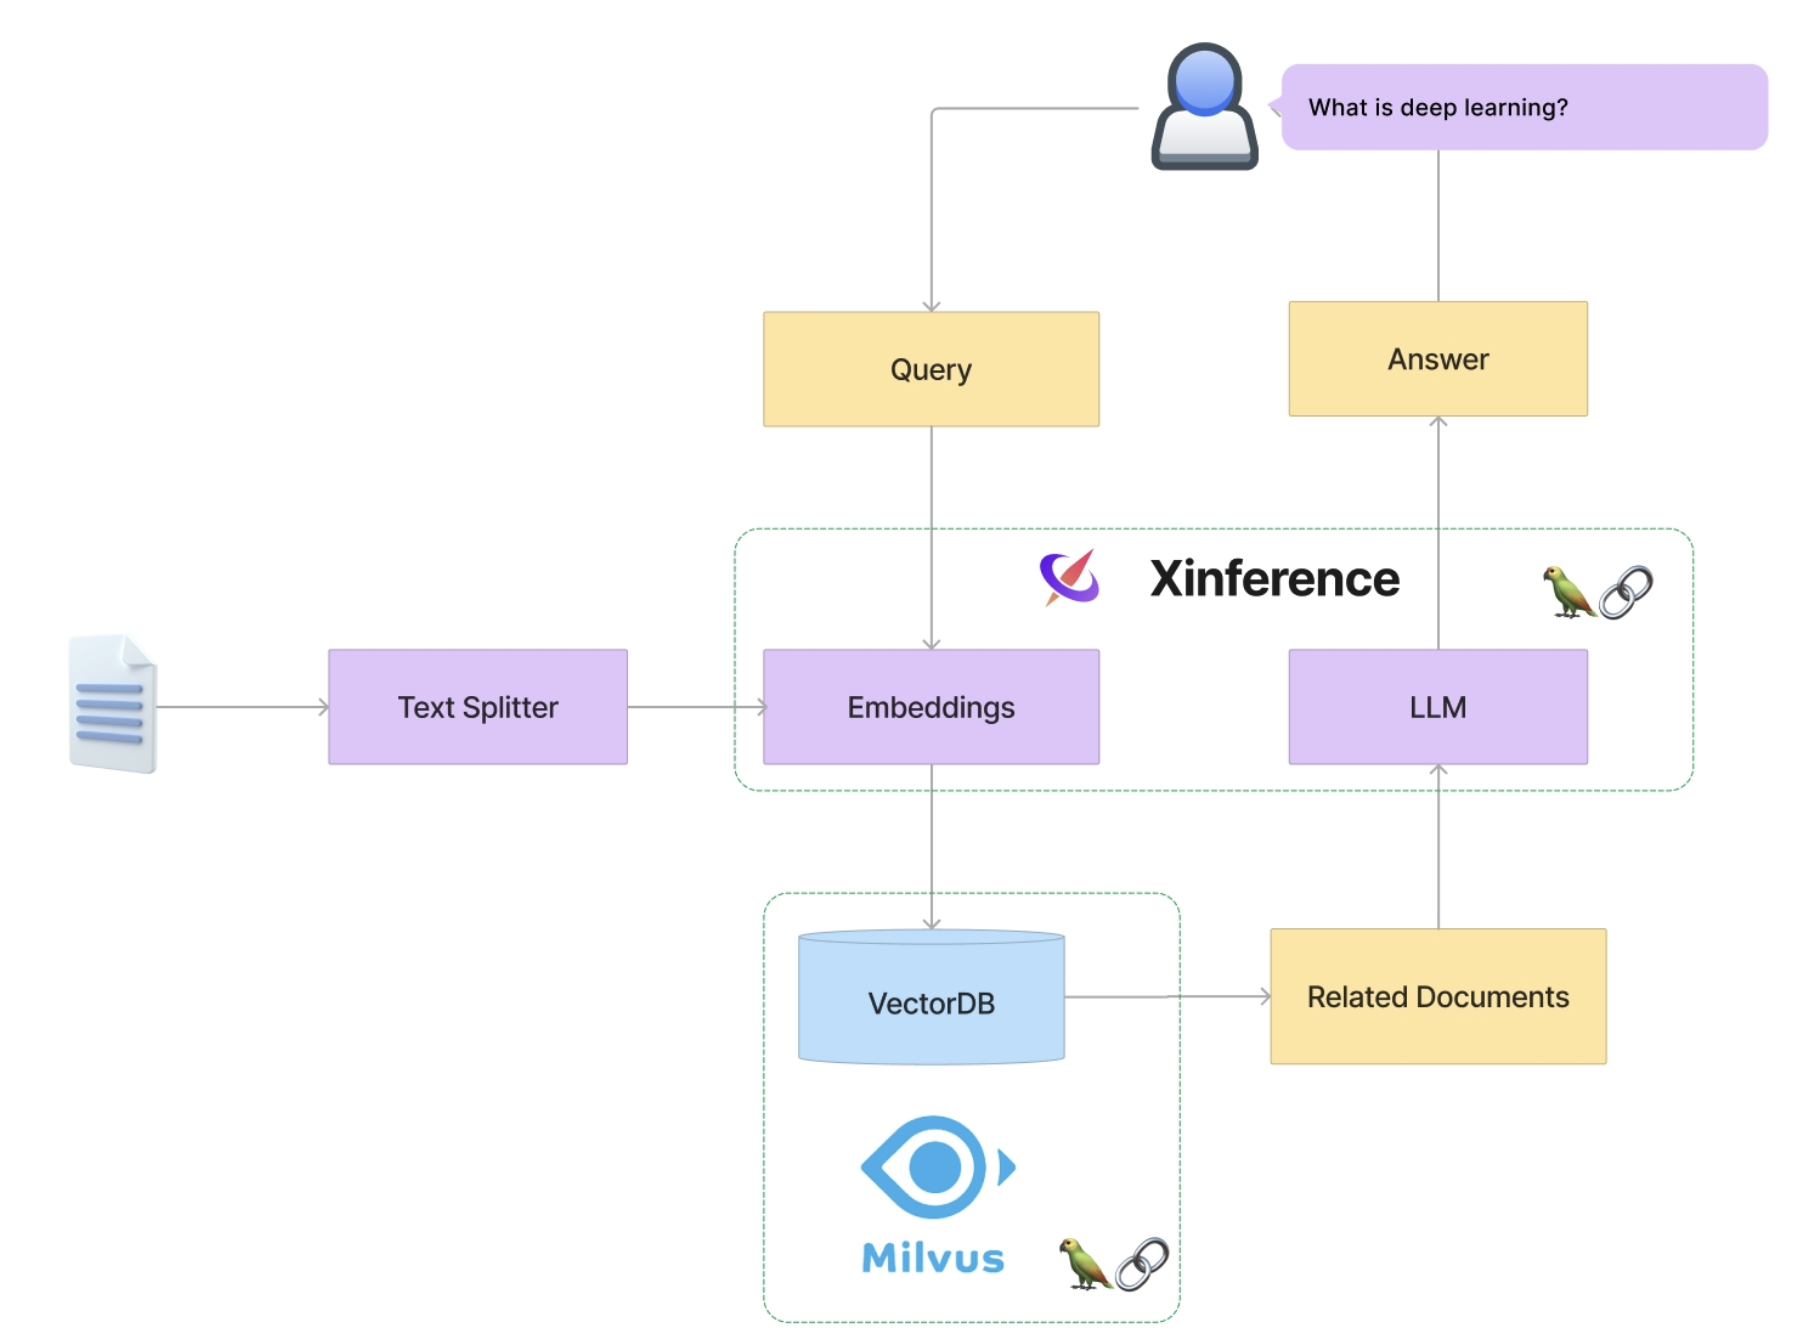 What is deep learning?
Query
Answer
Xinference
Text Splitter
Embeddings
LLM
VectorDB
Related Documents
Milvus